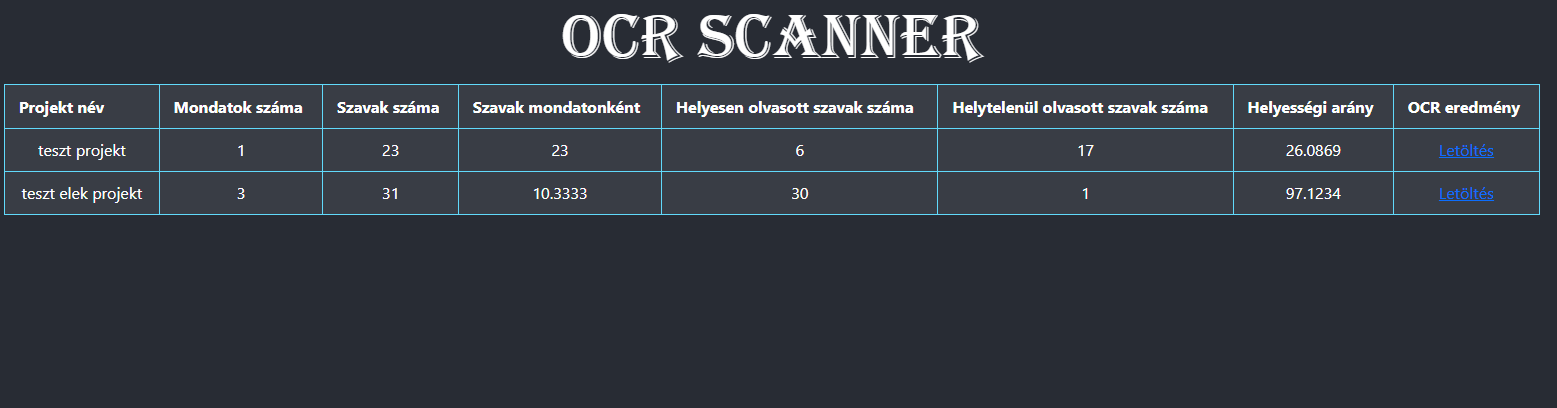 OCR SCANNER
Projekt név Mondatok száma Szavak száma Szavak mondatonként Helyesen olvasott szavak száma Helytelenül olvasott szavak száma Helyességi arány OCR eredmény
teszt projekt 1 23 23 6 17 26.0869 Letöltés
teszt elek projekt 3 31 10.3333 30 1 97.1234 Letöltés